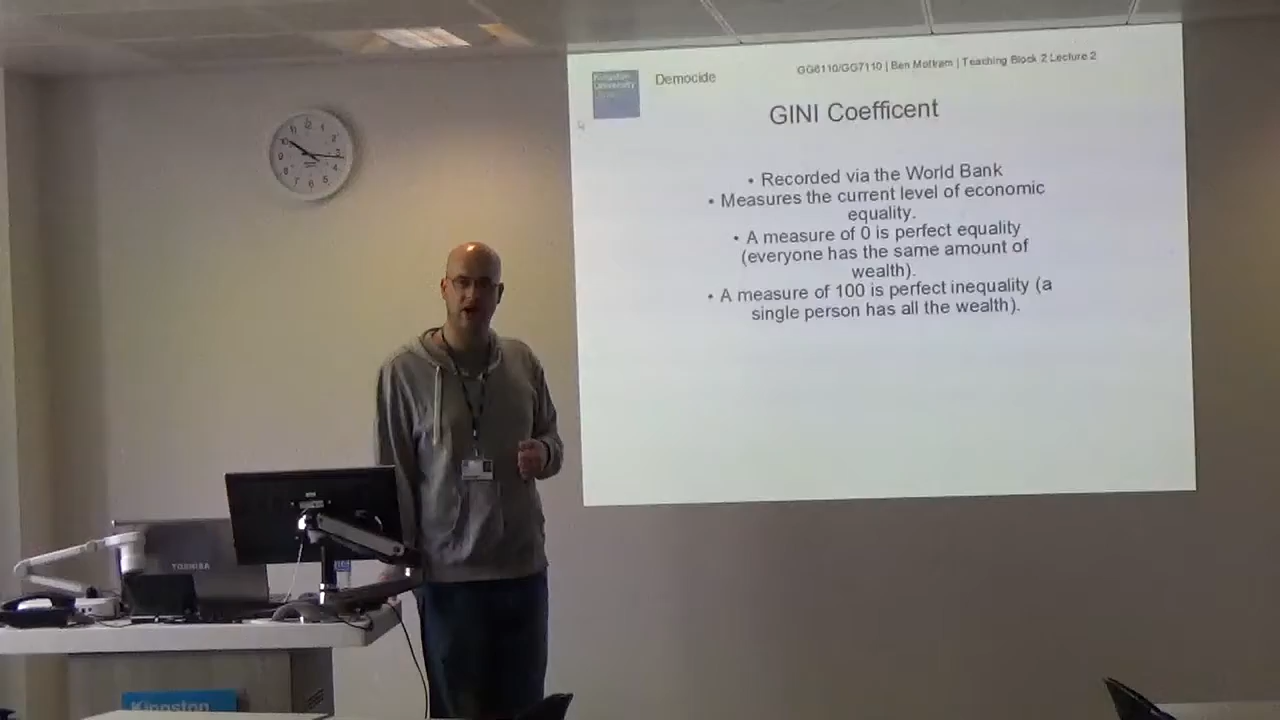 Kingston
University
Democide
GG6110/GG7110 | Ben Mottram | Teaching Block 2 Lecture 2
GINI Coefficent
• Recorded via the World Bank
• Measures the current level of economic
equality.
• A measure of 0 is perfect equality
(everyone has the same amount of
wealth).
• A measure of 100 is perfect inequality (a
single person has all the wealth).
TOSHIBA
Kingston